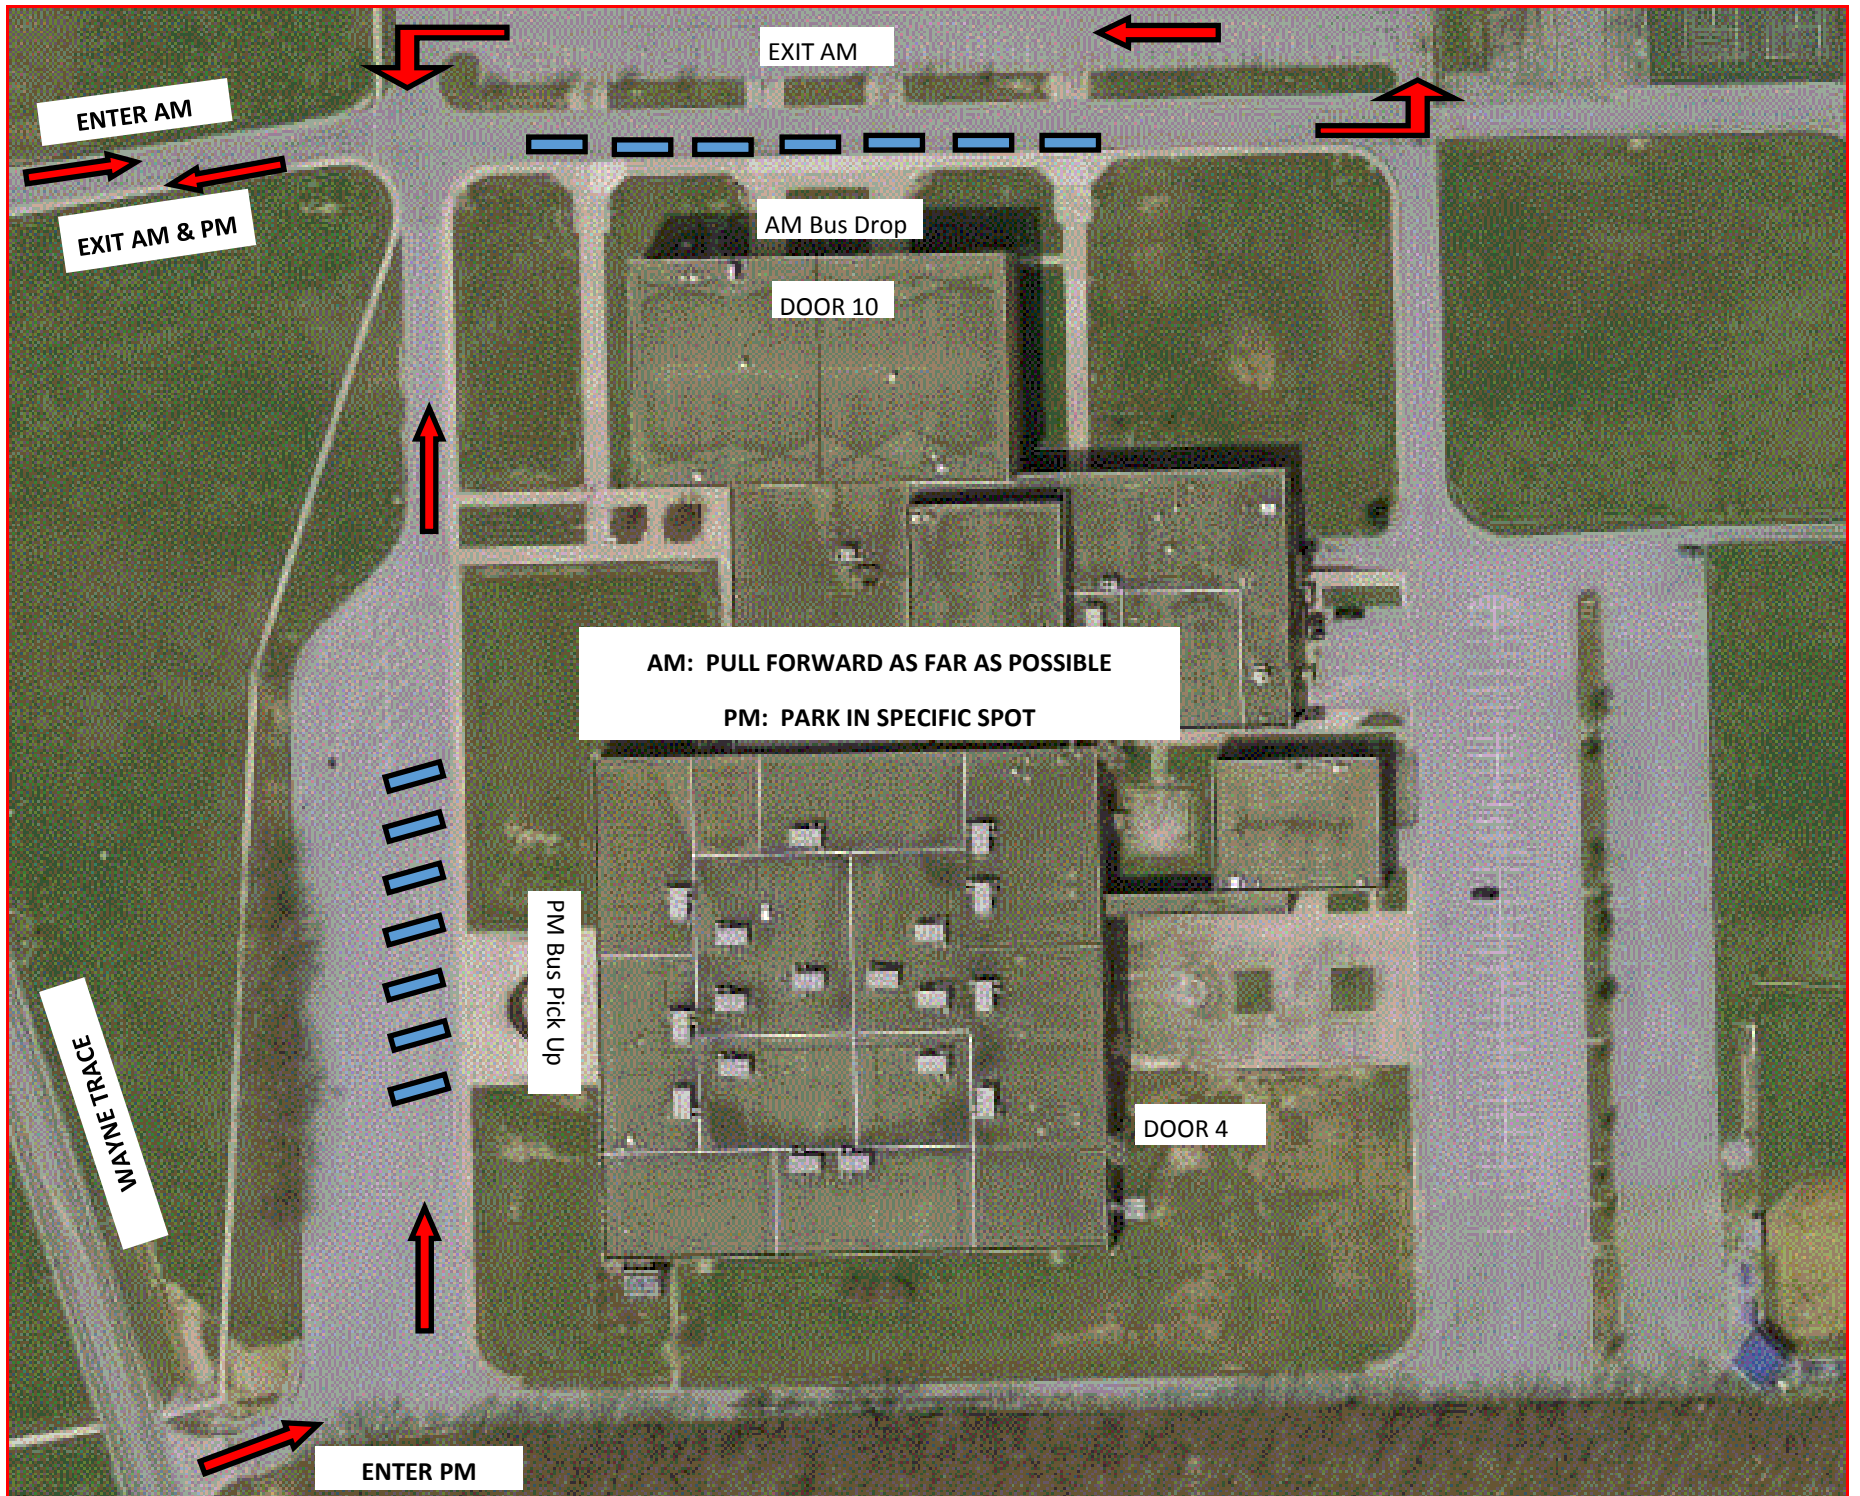 EXIT AM
ENTER AM
EXIT AM & PM
AM Bus Drop
DOOR 10
AM: PULL FORWARD AS FAR AS POSSIBLE
PM: PARK IN SPECIFIC SPOT
PM Bus Pick Up
WAYNE TRACE
DOOR 4
ENTER PM